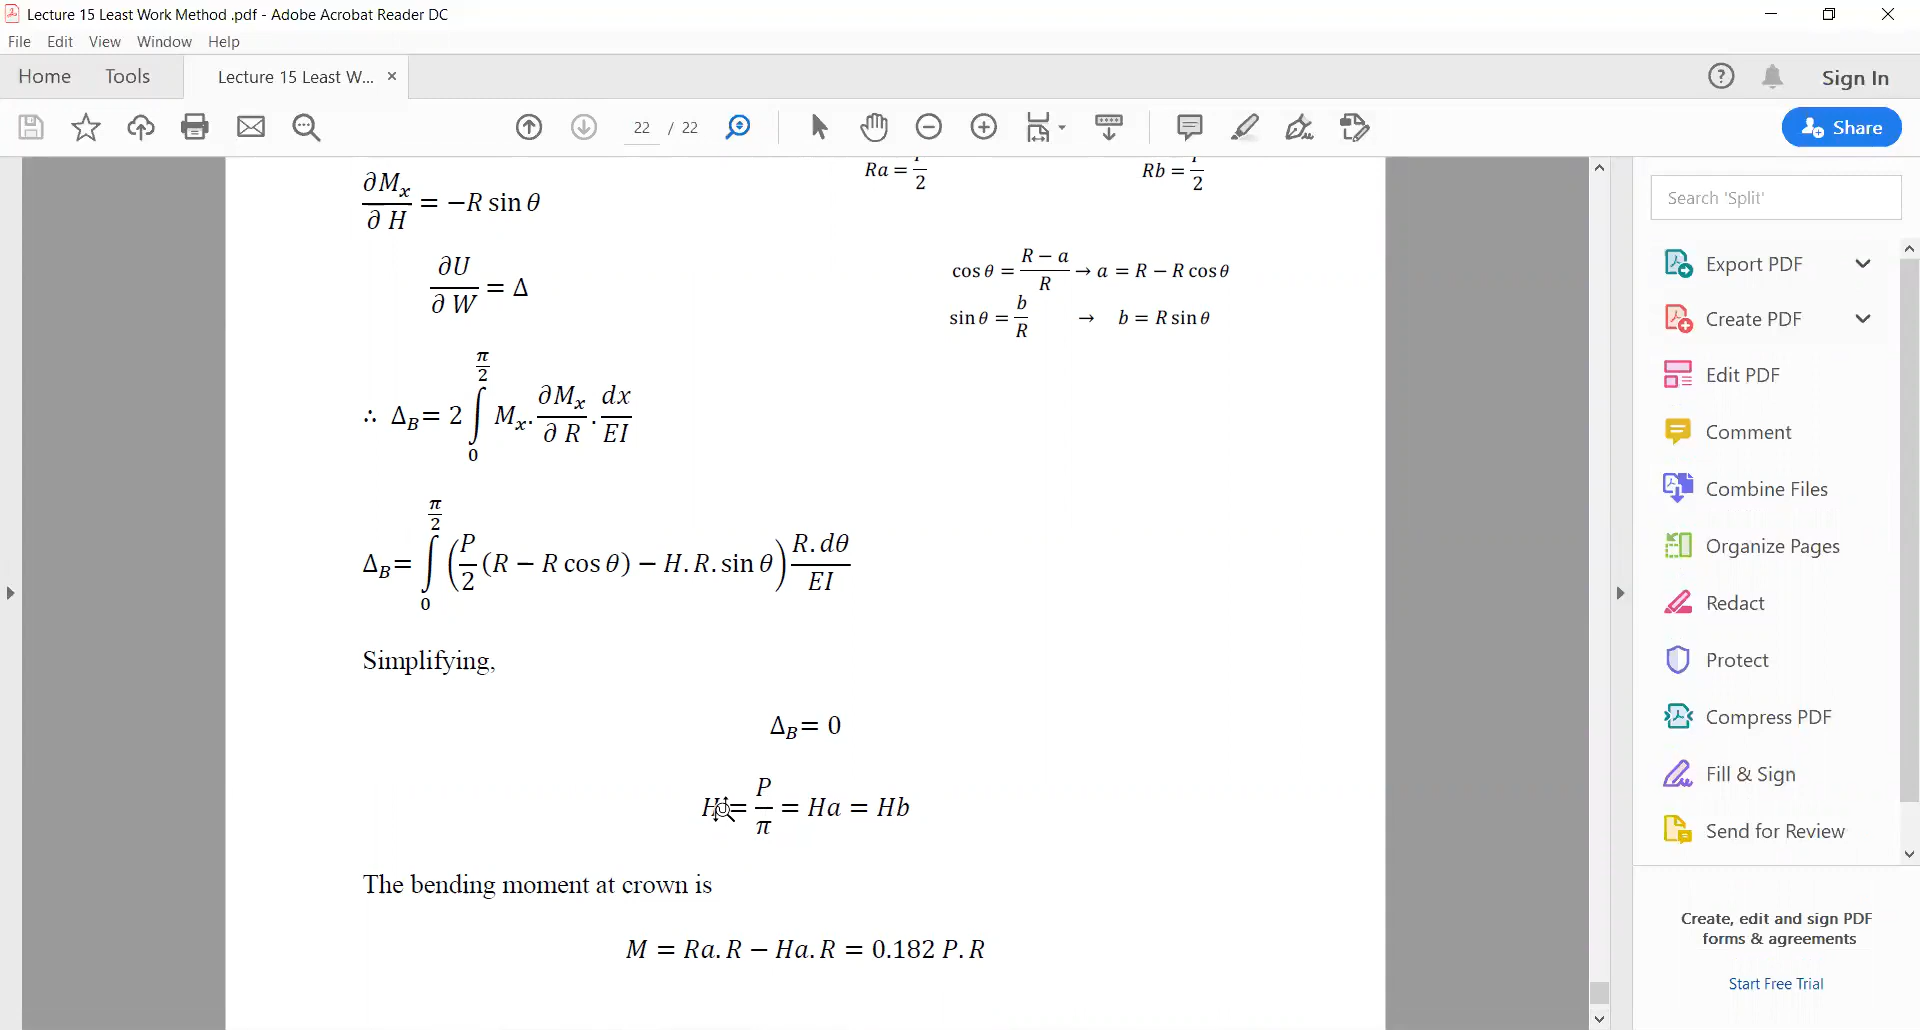 Lecture 15 Least Work Method .pdf - Adobe Acrobat Reader DC
File Edit View Window Help
Home Tools Lecture 15 Least W... ×
? Sign In
22 / 22
Share
∂Mₓ/∂ H = −R sin θ
Ra = /2
Rb = /2
∂U/∂ W = Δ
cos θ = (R − a)/R → a = R − R cos θ
sin θ = b/R → b = R sin θ
∴ Δ_B = 2 ∫₀^(π/2) Mₓ. ∂Mₓ/∂ R . dx/EI
Δ_B = ∫₀^(π/2) (P/2 (R − R cos θ) − H. R. sin θ) R. dθ/EI
Simplifying,
Δ_B = 0
H = P/π = Ha = Hb
The bending moment at crown is
M = Ra. R − Ha. R = 0.182 P. R
Search 'Split'
Export PDF
Create PDF
Edit PDF
Comment
Combine Files
Organize Pages
Redact
Protect
Compress PDF
Fill & Sign
Send for Review
Create, edit and sign PDF
forms & agreements
Start Free Trial